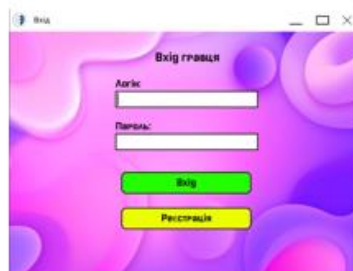 Вхід
Вхід гравця
Логін:
Пароль:
Вхід
Реєстрація